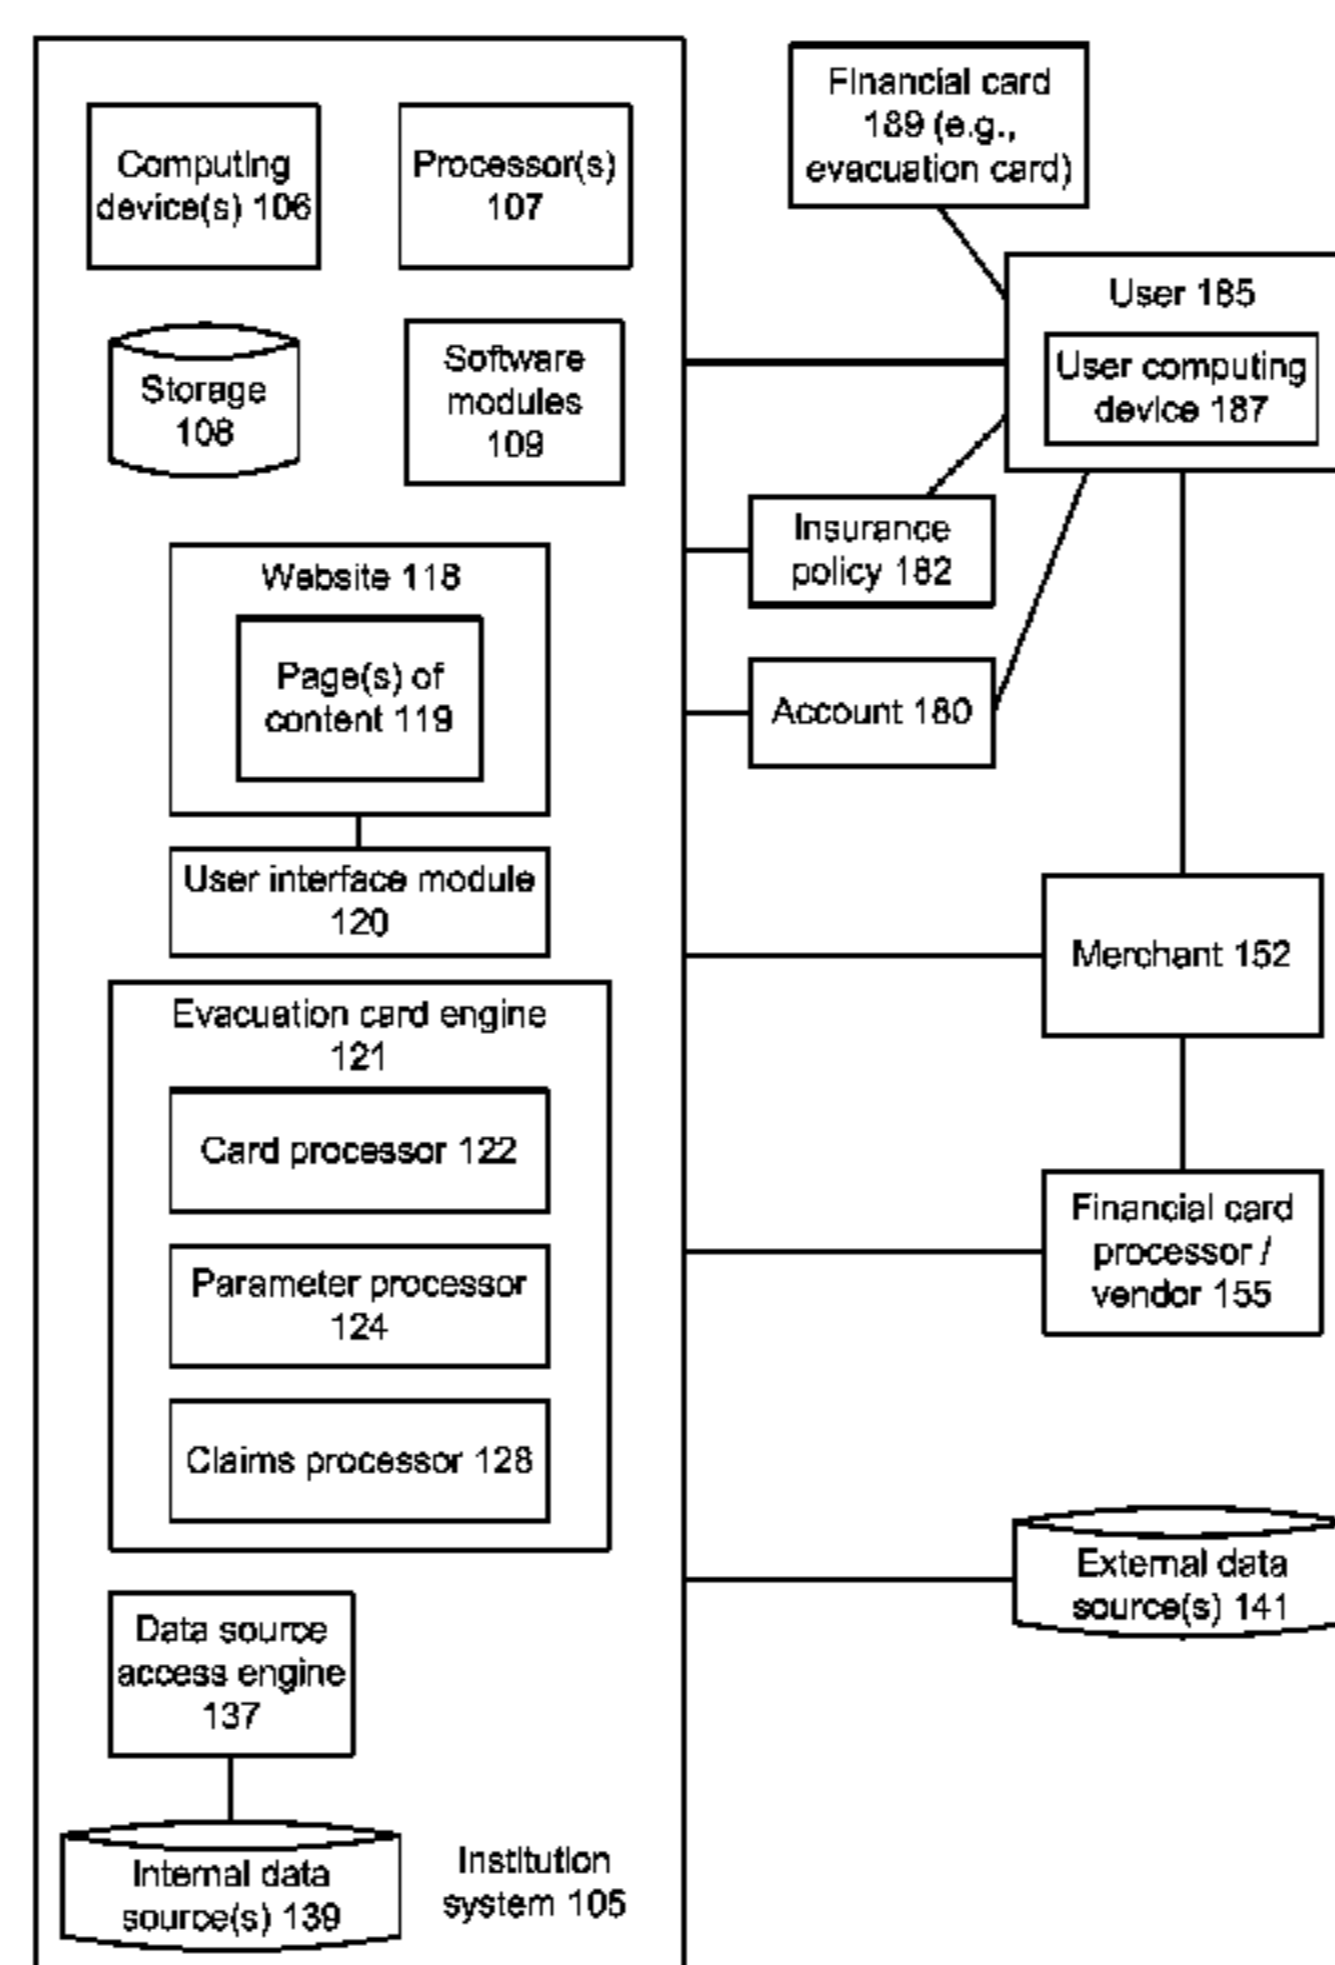 Computing
device(s) 106
Processor(s)
107
Storage
108
Software
modules
109
Website 118
Page(s) of
content 119
User interface module
120
Evacuation card engine
121
Card processor 122
Parameter processor
124
Claims processor 128
Data source
access engine
137
Internal data
source(s) 139
Institution
system 105
Financial card
189 (e.g.,
evacuation card)
User 185
User computing
device 187
Insurance
policy 182
Account 180
Merchant 152
Financial card
processor /
vendor 155
External data
source(s) 141